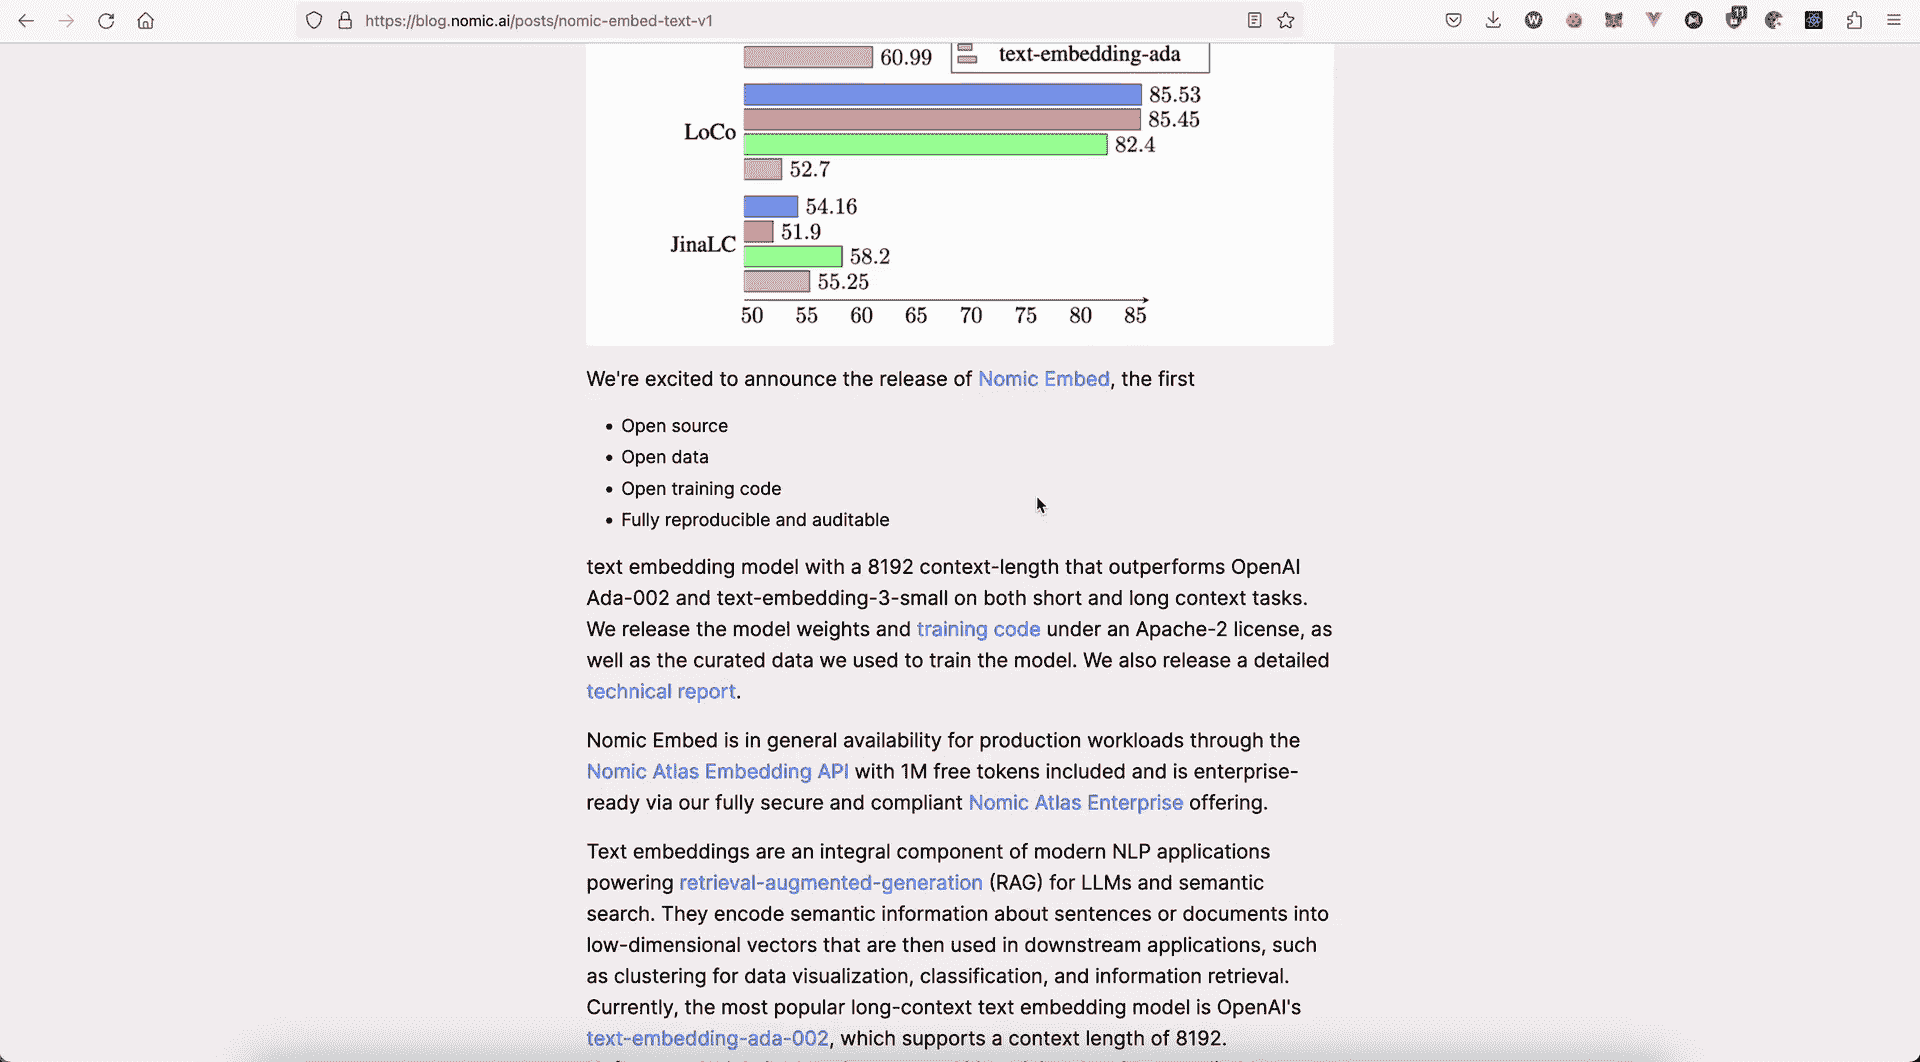 https://blog.nomic.ai/posts/nomic-embed-text-v1
11
60.99
text-embedding-ada
85.53
85.45
LoCo
82.4
52.7
54.16
51.9
JinaLC
58.2
55.25
50 55 60 65 70 75 80 85
We're excited to announce the release of Nomic Embed, the first
• Open source
• Open data
• Open training code
• Fully reproducible and auditable
text embedding model with a 8192 context-length that outperforms OpenAI
Ada-002 and text-embedding-3-small on both short and long context tasks.
We release the model weights and training code under an Apache-2 license, as
well as the curated data we used to train the model. We also release a detailed
technical report.
Nomic Embed is in general availability for production workloads through the
Nomic Atlas Embedding API with 1M free tokens included and is enterprise-
ready via our fully secure and compliant Nomic Atlas Enterprise offering.
Text embeddings are an integral component of modern NLP applications
powering retrieval-augmented-generation (RAG) for LLMs and semantic
search. They encode semantic information about sentences or documents into
low-dimensional vectors that are then used in downstream applications, such
as clustering for data visualization, classification, and information retrieval.
Currently, the most popular long-context text embedding model is OpenAI's
text-embedding-ada-002, which supports a context length of 8192.